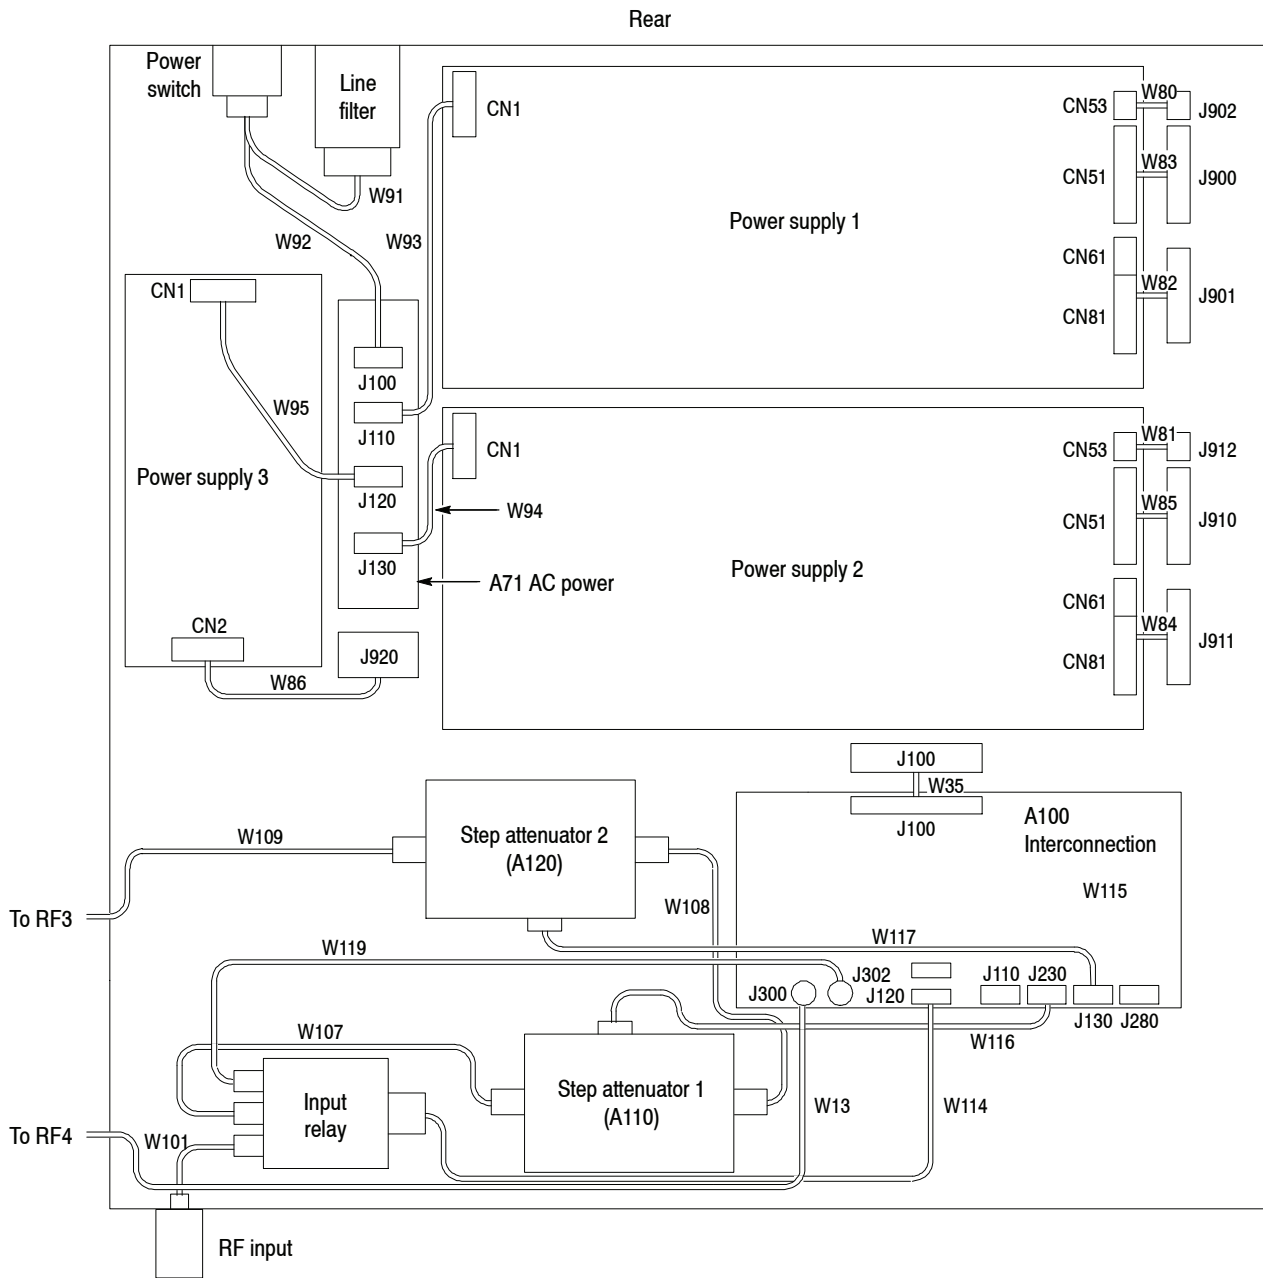 Rear
Power
switch
Line
filter
CN1
CN53
W80
J902
W83
CN51
J900
W91
W92
W93
Power supply 1
CN61
W82
J901
CN81
CN1
J100
W95
J110
CN1
CN53
W81
J912
Power supply 3
J120
W94
W85
CN51
J910
J130
A71 AC power
Power supply 2
CN61
W84
J911
CN81
CN2
J920
W86
J100
W35
J100
A100
Interconnection
W109
Step attenuator 2
(A120)
W115
W108
To RF3
W119
W117
J302
J110
J230
J300
J120
J130
J280
W107
W116
Step attenuator 1
(A110)
Input
relay
W13
W114
To RF4
W101
RF input